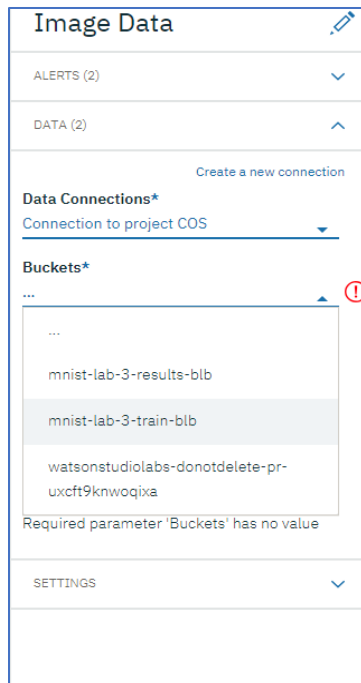 Image Data
ALERTS (2)
DATA (2)
Create a new connection
Data Connections*
Connection to project COS
Buckets*
...
...
mnist-lab-3-results-blb
mnist-lab-3-train-blb
watsonstudiolabs-donotdelete-pr-
uxcft9knwoqixa
Required parameter 'Buckets' has no value
SETTINGS